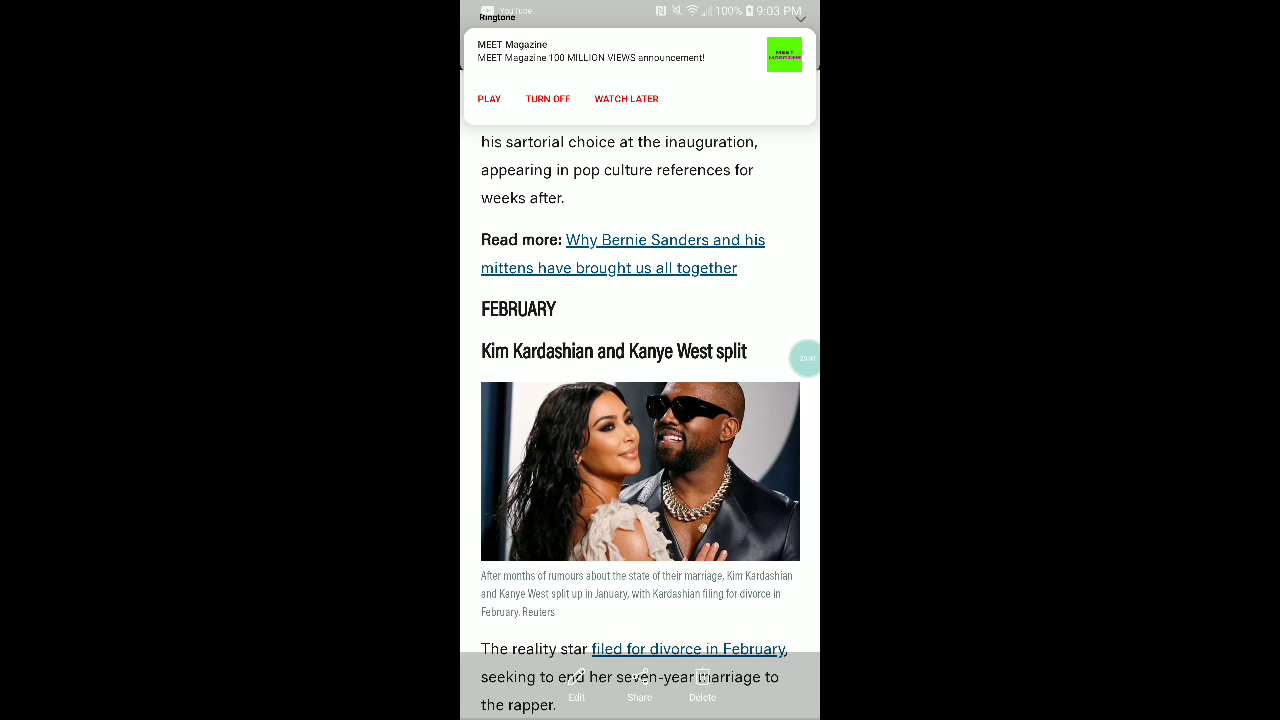 YouTube
100% 9:03 PM
Ringtone
MEET Magazine
MEET Magazine 100 MILLION VIEWS announcement!
MEET
MAGAZINE
PLAY TURN OFF WATCH LATER
his sartorial choice at the inauguration,
appearing in pop culture references for
weeks after.
Read more: Why Bernie Sanders and his
mittens have brought us all together
FEBRUARY
Kim Kardashian and Kanye West split
29:41
After months of rumours about the state of their marriage, Kim Kardashian
and Kanye West split up in January, with Kardashian filing for divorce in
February. Reuters
The reality star filed for divorce in February,
seeking to end her seven-year marriage to
Edit Share Delete
the rapper.